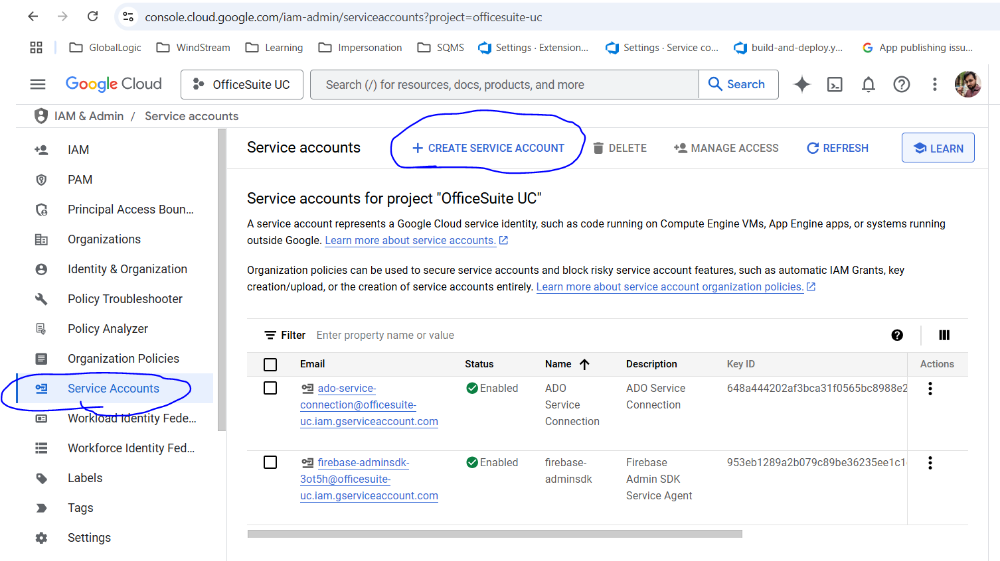 console.cloud.google.com/iam-admin/serviceaccounts?project=officesuite-uc
GlobalLogic WindStream Learning Impersonation SQMS Settings · Extension... Settings · Service co... build-and-deploy.y... App publishing issu...
Google Cloud OfficeSuite UC Search (/) for resources, docs, products, and more Search
IAM & Admin / Service accounts
IAM
PAM
Principal Access Boun...
Organizations
Identity & Organization
Policy Troubleshooter
Policy Analyzer
Organization Policies
Service Accounts
Workload Identity Fede...
Workforce Identity Fed...
Labels
Tags
Settings
Service accounts + CREATE SERVICE ACCOUNT DELETE MANAGE ACCESS REFRESH LEARN
Service accounts for project "OfficeSuite UC"
A service account represents a Google Cloud service identity, such as code running on Compute Engine VMs, App Engine apps, or systems running
outside Google. Learn more about service accounts.
Organization policies can be used to secure service accounts and block risky service account features, such as automatic IAM Grants, key
creation/upload, or the creation of service accounts entirely. Learn more about service account organization policies.
Filter Enter property name or value
Email Status Name Description Key ID Actions
ado-service- Enabled ADO ADO Service 648a444202af3bca31f0565bc8988e2
connection@officesuite- Service Connection
uc.iam.gserviceaccount.com Connection
firebase-adminsdk- Enabled firebase- Firebase 953eb1289a2b079c89be36235ee1c1
3ot5h@officesuite- adminsdk Admin SDK
uc.iam.gserviceaccount.com Service Agent